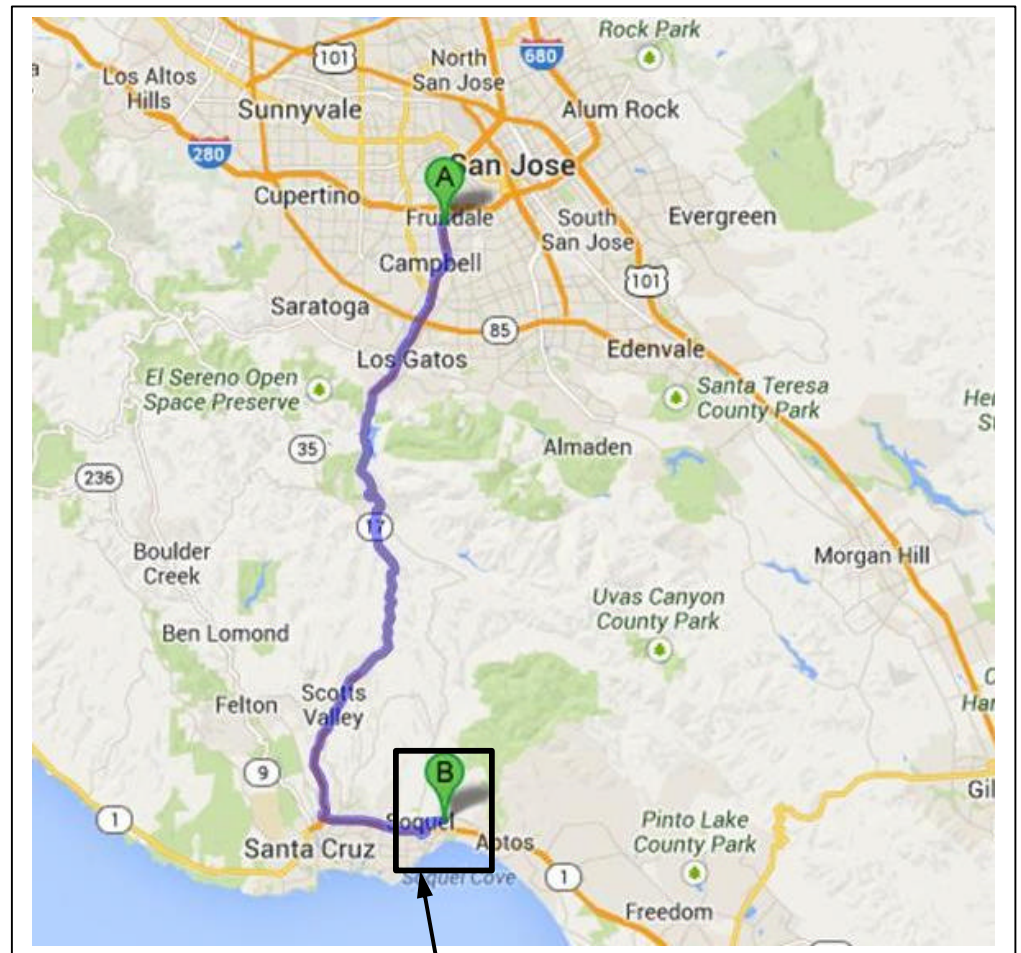 Rock Park
101
North
San Jose
680
Los Altos
Hills
Sunnyvale
Alum Rock
280
San Jose
A
Cupertino
Fruitdale
South
San Jose
Evergreen
Campbell
101
Saratoga
85
Los Gatos
Edenvale
El Sereno Open
Space Preserve
Santa Teresa
County Park
35
Almaden
236
17
Morgan Hill
Boulder
Creek
Uvas Canyon
County Park
Ben Lomond
Scotts
Valley
Felton
9
B
1
Soquel
Aptos
Pinto Lake
County Park
Santa Cruz
Soquel Cove
1
Freedom